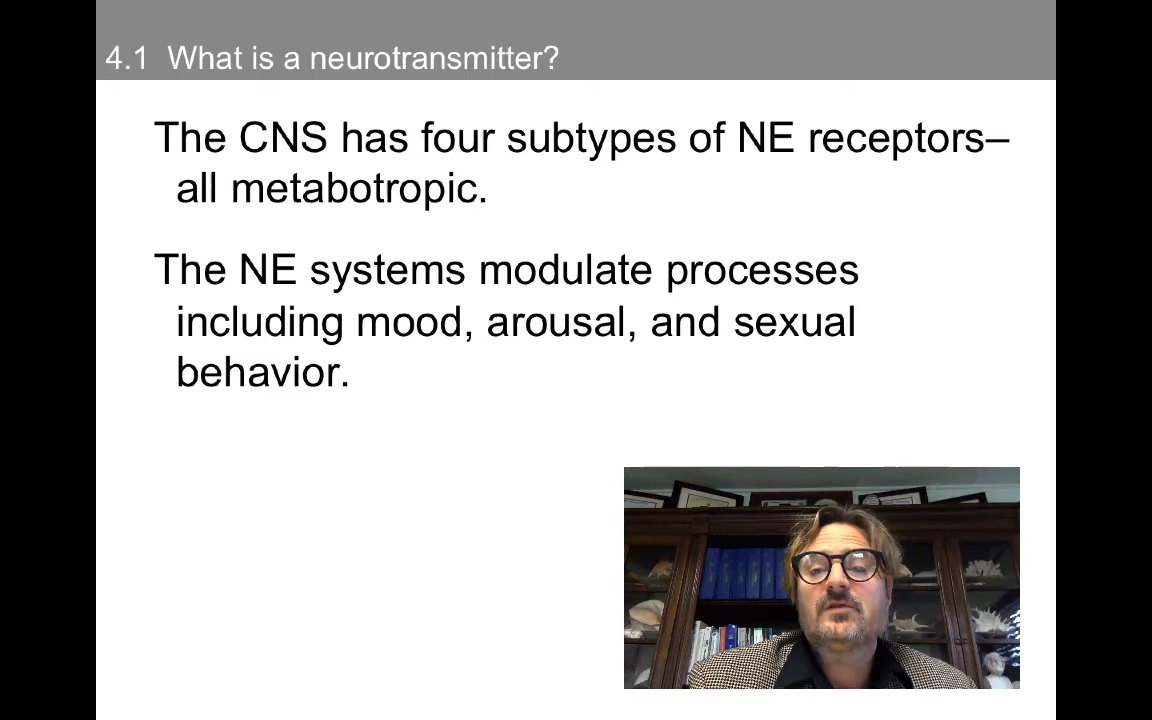 4.1 What is a neurotransmitter?
The CNS has four subtypes of NE receptors–
all metabotropic.
The NE systems modulate processes
including mood, arousal, and sexual
behavior.